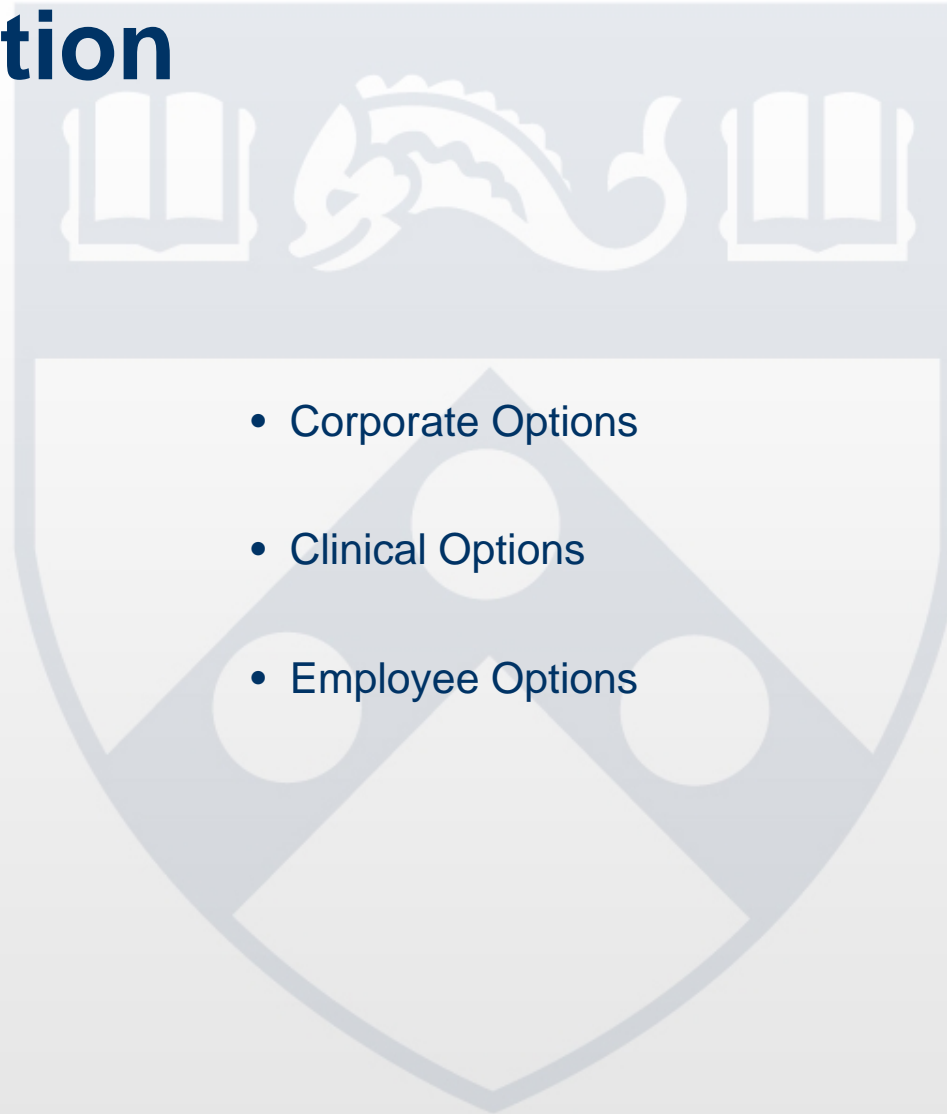 tion
• Corporate Options
• Clinical Options
• Employee Options